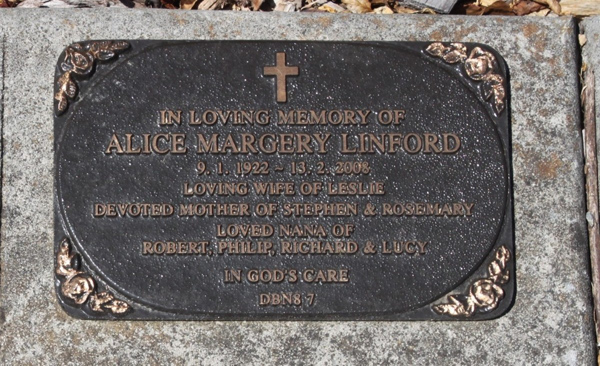 IN LOVING MEMORY OF
ALICE MARGERY LINFORD
9. 1. 1922 ~ 13. 2. 2008
LOVING WIFE OF LESLIE
DEVOTED MOTHER OF STEPHEN & ROSEMARY
LOVED NANA OF
ROBERT, PHILIP, RICHARD & LUCY
IN GOD'S CARE
DBN8 7